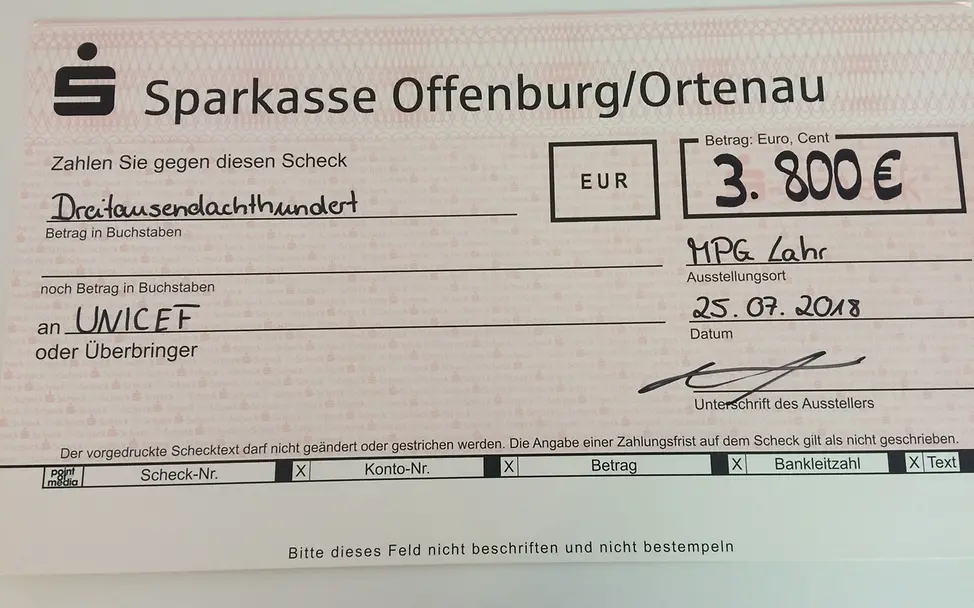 Sparkasse Offenburg/Ortenau
Zahlen Sie gegen diesen Scheck
EUR
Betrag: Euro, Cent
3. 800 €
Dreitausendachthundert
Betrag in Buchstaben
MPG Lahr
Ausstellungsort
noch Betrag in Buchstaben
25.07.2018
Datum
an UNICEF
oder Überbringer
Unterschrift des Ausstellers
Der vorgedruckte Schecktext darf nicht geändert oder gestrichen werden. Die Angabe einer Zahlungsfrist auf dem Scheck gilt als nicht geschrieben.
point media Scheck-Nr. X Konto-Nr. X Betrag X Bankleitzahl X Text
Bitte dieses Feld nicht beschriften und nicht bestempeln